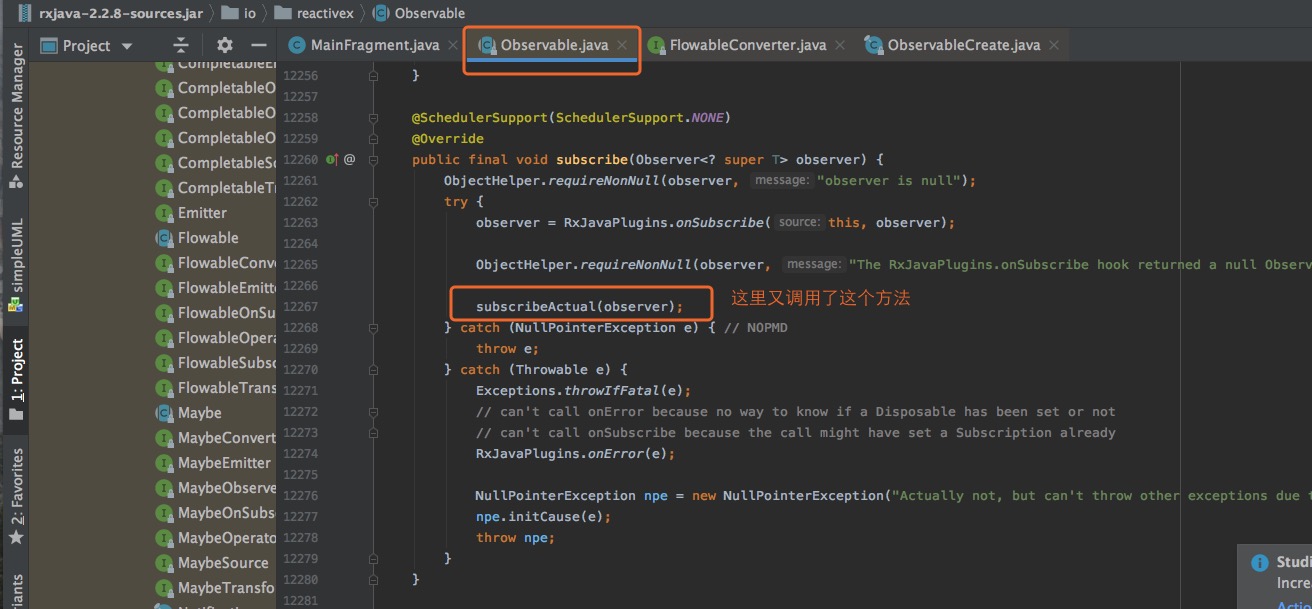 rxjava-2.2.8-sources.jar io reactivex Observable
Project MainFragment.java Observable.java FlowableConverter.java ObservableCreate.java
Resource Manager
simpleUML
1: Project
2: Favorites
CompletableEr
CompletableO
CompletableO
CompletableO
CompletableSo
CompletableTr
Emitter
Flowable
FlowableConve
FlowableEmitte
FlowableOnSu
FlowableOpera
FlowableSubsc
FlowableTrans
Maybe
MaybeConvert
MaybeEmitter
MaybeObserve
MaybeOnSubs
MaybeOperato
MaybeSource
MaybeTransfo
12256 }
12257
12258 @SchedulerSupport(SchedulerSupport.NONE)
12259 @Override
12260 @ public final void subscribe(Observer<? super T> observer) {
12261 ObjectHelper.requireNonNull(observer, message: "observer is null");
12262 try {
12263 observer = RxJavaPlugins.onSubscribe( source: this, observer);
12264
12265 ObjectHelper.requireNonNull(observer, message: "The RxJavaPlugins.onSubscribe hook returned a null Observ
12266
12267 subscribeActual(observer); 这里又调用了这个方法
12268 } catch (NullPointerException e) { // NOPMD
12269 throw e;
12270 } catch (Throwable e) {
12271 Exceptions.throwIfFatal(e);
12272 // can't call onError because no way to know if a Disposable has been set or not
12273 // can't call onSubscribe because the call might have set a Subscription already
12274 RxJavaPlugins.onError(e);
12275
12276 NullPointerException npe = new NullPointerException("Actually not, but can't throw other exceptions due t
12277 npe.initCause(e);
12278 throw npe;
12279 }
12280 }
12281
Studi
Incre
Actio